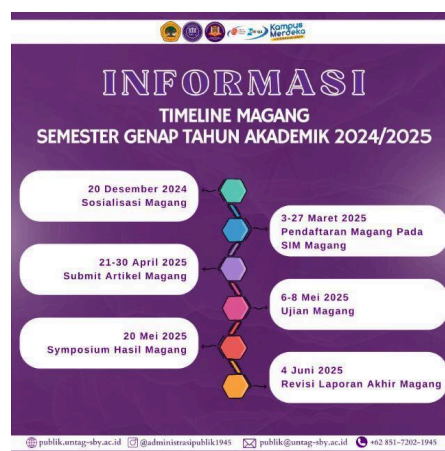 Kampus
Merdeka
INFORMASI
TIMELINE MAGANG
SEMESTER GENAP TAHUN AKADEMIK 2024/2025
20 Desember 2024
Sosialisasi Magang
3-27 Maret 2025
Pendaftaran Magang Pada
SIM Magang
21-30 April 2025
Submit Artikel Magang
6-8 Mei 2025
Ujian Magang
20 Mei 2025
Symposium Hasil Magang
4 Juni 2025
Revisi Laporan Akhir Magang
publik.untag-sby.ac.id @administrasipublik1945 publik@untag-sby.ac.id +62 851-7202-1945